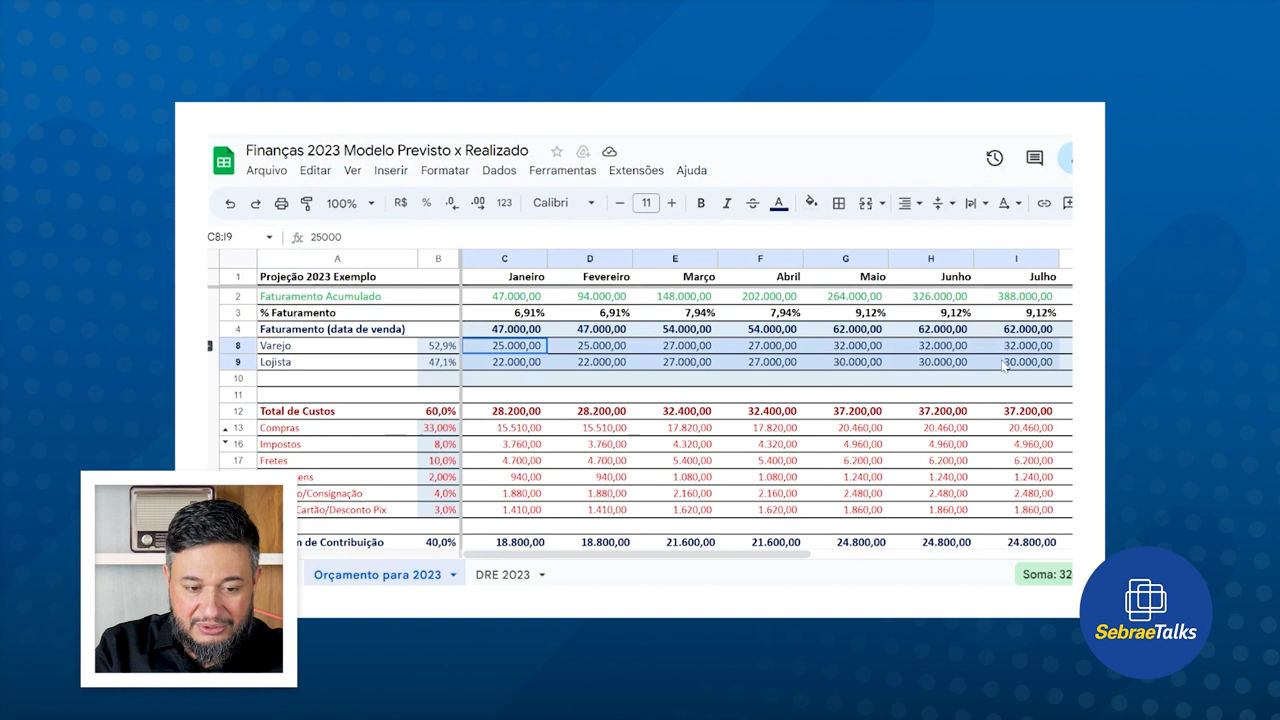 Finanças 2023 Modelo Previsto x Realizado
Arquivo Editar Ver Inserir Formatar Dados Ferramentas Extensões Ajuda
100% R$ % .0 .00 123 Calibri − 11 + B I S A
C8:I9 fx 25000
A B C D E F G H I
1 Projeção 2023 Exemplo Janeiro Fevereiro Março Abril Maio Junho Julho
2 Faturamento Acumulado 47.000,00 94.000,00 148.000,00 202.000,00 264.000,00 326.000,00 388.000,00
3 % Faturamento 6,91% 6,91% 7,94% 7,94% 9,12% 9,12% 9,12%
4 Faturamento (data de venda) 47.000,00 47.000,00 54.000,00 54.000,00 62.000,00 62.000,00 62.000,00
8 Varejo 52,9% 25.000,00 25.000,00 27.000,00 27.000,00 32.000,00 32.000,00 32.000,00
9 Lojista 47,1% 22.000,00 22.000,00 27.000,00 27.000,00 30.000,00 30.000,00 30.000,00
10
11
12 Total de Custos 60,0% 28.200,00 28.200,00 32.400,00 32.400,00 37.200,00 37.200,00 37.200,00
13 Compras 33,00% 15.510,00 15.510,00 17.820,00 17.820,00 20.460,00 20.460,00 20.460,00
16 Impostos 8,0% 3.760,00 3.760,00 4.320,00 4.320,00 4.960,00 4.960,00 4.960,00
17 Fretes 10,0% 4.700,00 4.700,00 5.400,00 5.400,00 6.200,00 6.200,00 6.200,00
ens 2,00% 940,00 940,00 1.080,00 1.080,00 1.240,00 1.240,00 1.240,00
o/Consignação 4,0% 1.880,00 1.880,00 2.160,00 2.160,00 2.480,00 2.480,00 2.480,00
Cartão/Desconto Pix 3,0% 1.410,00 1.410,00 1.620,00 1.620,00 1.860,00 1.860,00 1.860,00
n de Contribuição 40,0% 18.800,00 18.800,00 21.600,00 21.600,00 24.800,00 24.800,00 24.800,00
Orçamento para 2023 DRE 2023 Soma: 32
SebraeTalks